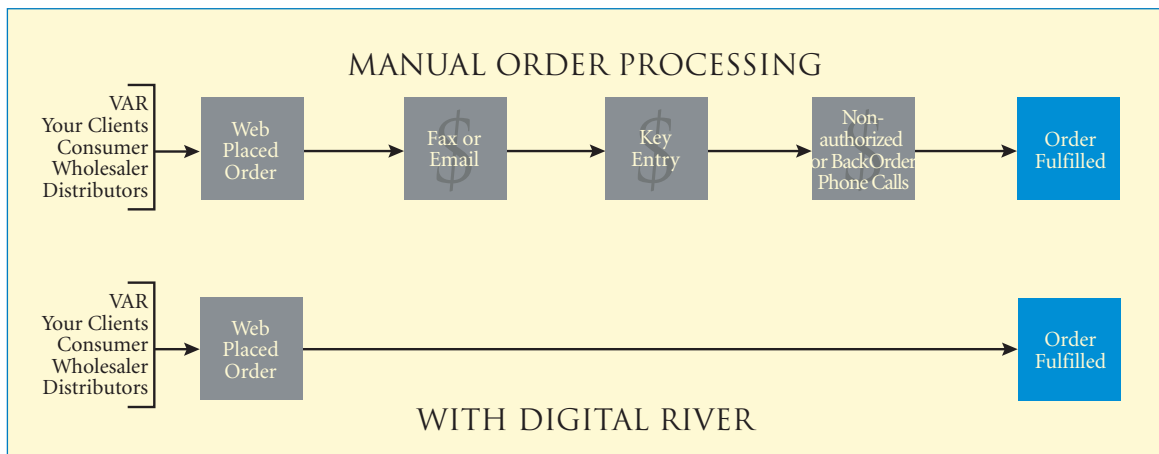 MANUAL ORDER PROCESSING
VAR
Your Clients
Consumer
Wholesaler
Distributors
Web
Placed
Order
$
Fax or
Email
$
Key
Entry
$
Non-
authorized
or BackOrder
Phone Calls
Order
Fulfilled
VAR
Your Clients
Consumer
Wholesaler
Distributors
Web
Placed
Order
Order
Fulfilled
WITH DIGITAL RIVER